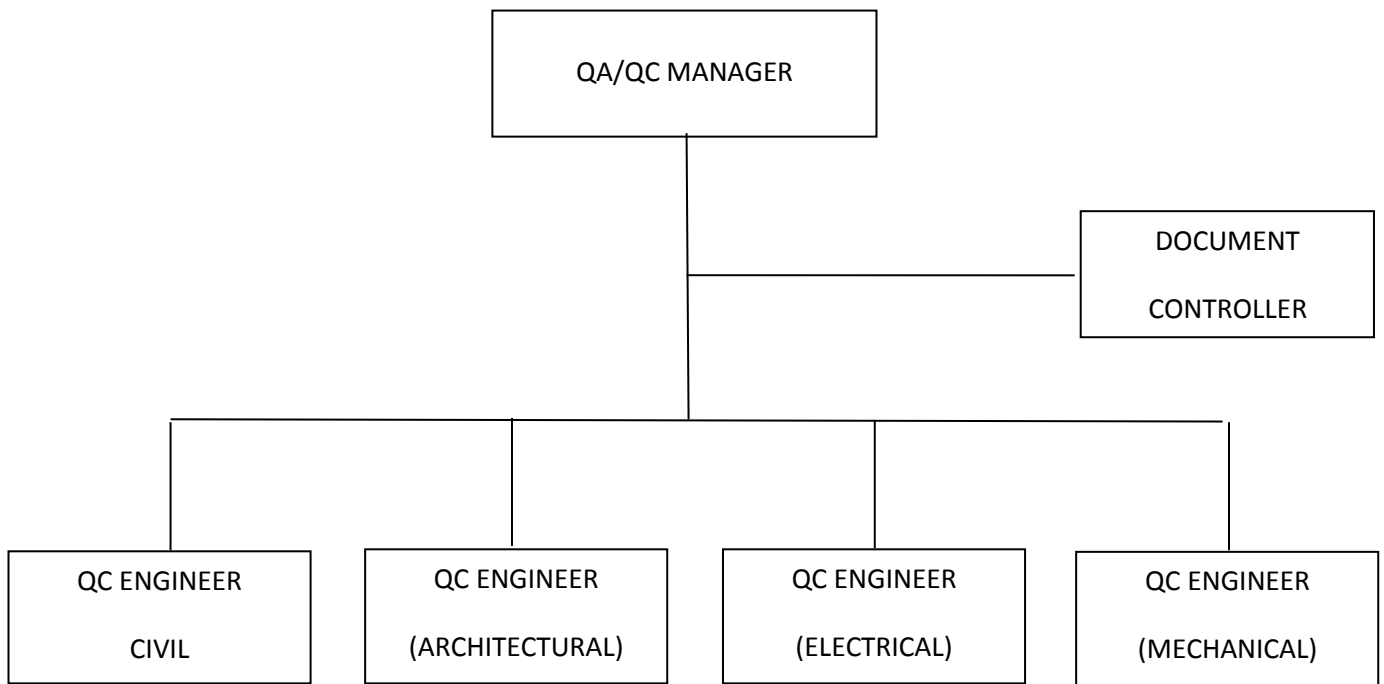 QA/QC MANAGER
DOCUMENT
CONTROLLER
QC ENGINEER
CIVIL
QC ENGINEER
(ARCHITECTURAL)
QC ENGINEER
(ELECTRICAL)
QC ENGINEER
(MECHANICAL)